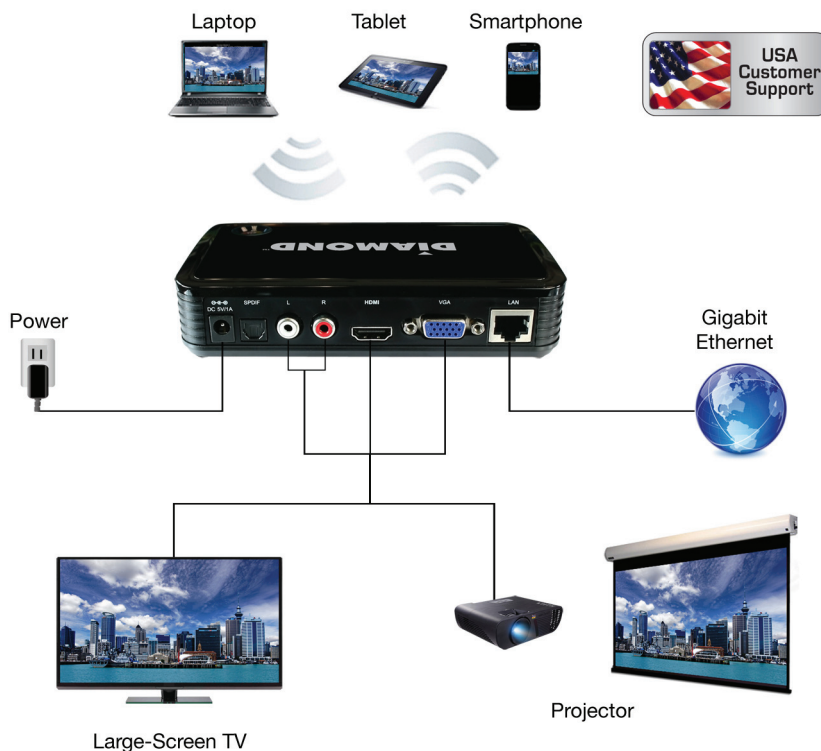 Laptop
Tablet
Smartphone
USA
Customer
Support
DIAMOND™
DC 5V/1A
SPDIF
L
R
HDMI
VGA
LAN
Power
Gigabit
Ethernet
Projector
Large-Screen TV